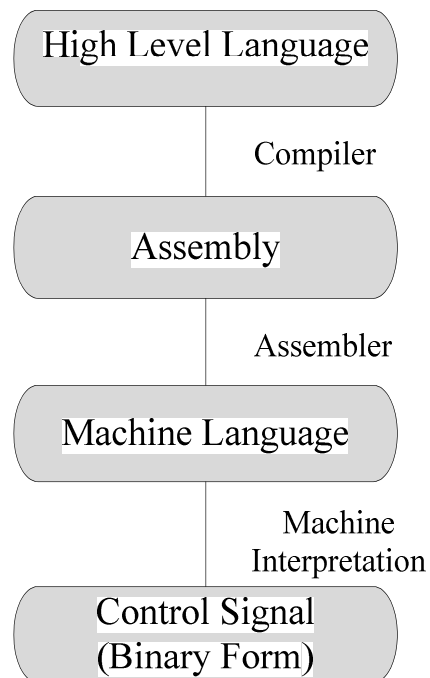 High Level Language
Compiler
Assembly
Assembler
Machine Language
Machine
Interpretation
Control Signal
(Binary Form)